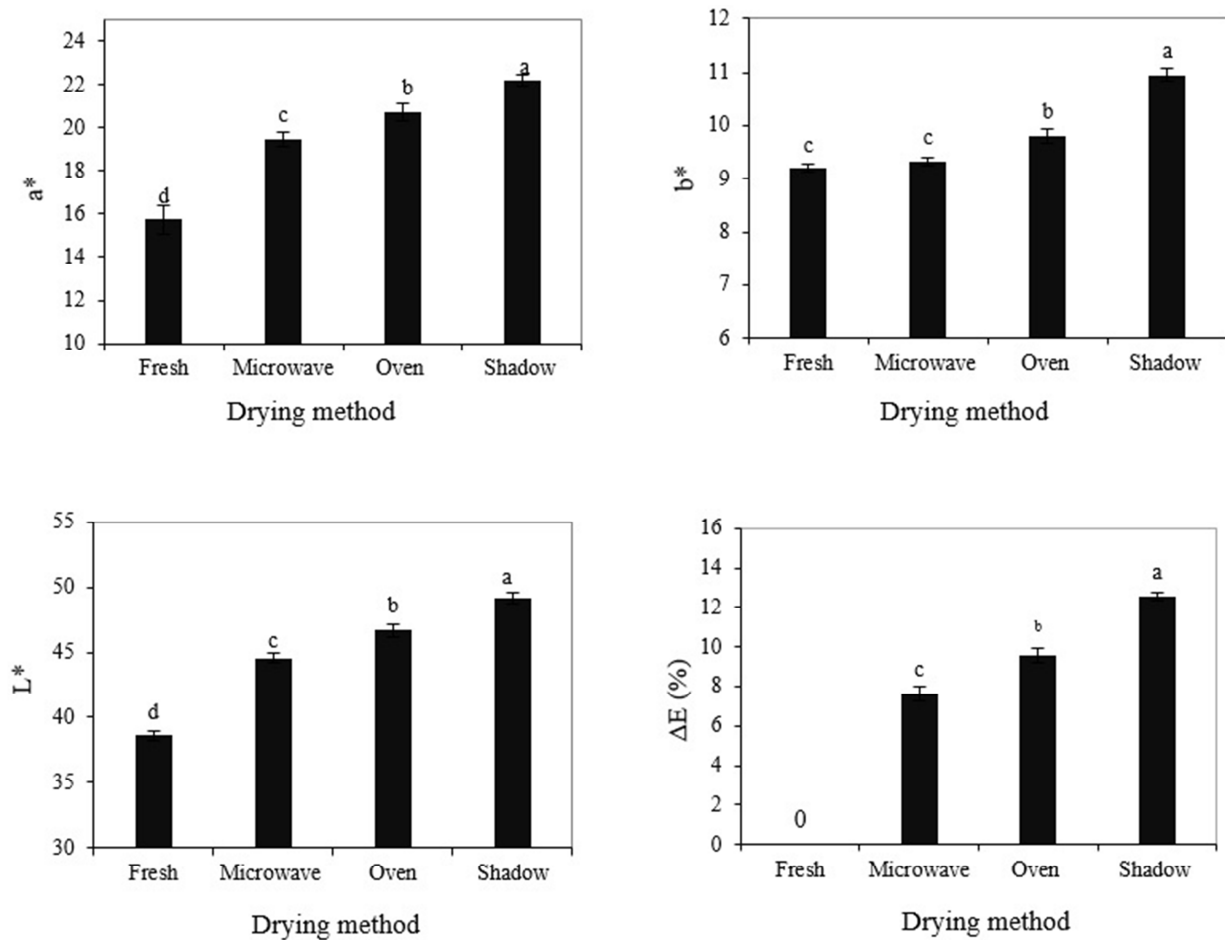 a*
24
22
20
18
16
14
12
10
d
c
b
a
Fresh Microwave Oven Shadow
Drying method
b*
12
11
10
9
8
7
6
c
c
b
a
Fresh Microwave Oven Shadow
Drying method
L*
55
50
45
40
35
30
d
c
b
a
Fresh Microwave Oven Shadow
Drying method
ΔE (%)
16
14
12
10
8
6
4
2
0
0
c
b
a
Fresh Microwave Oven Shadow
Drying method